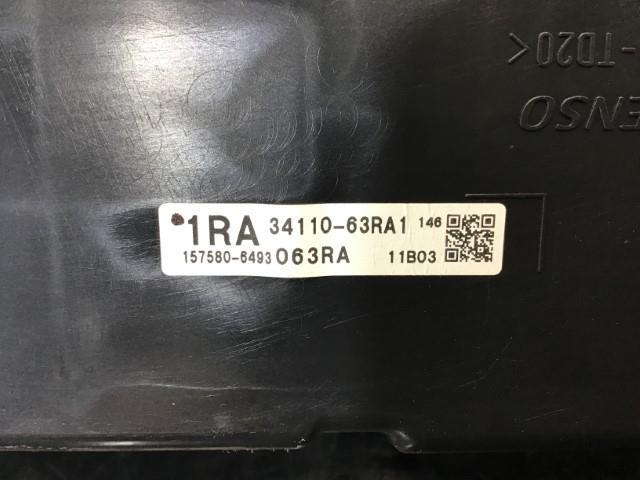 -TD20<
ENSO
1RA 34110-63RA1 146
157580-6493 063RA 11B03